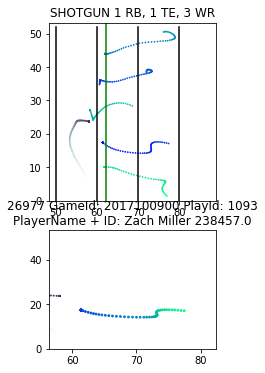 SHOTGUN 1 RB, 1 TE, 3 WR
50
40
30
20
10
0
50 60 70 80
26977 GameId: 2017100900 PlayId: 1093
PlayerName + ID: Zach Miller 238457.0
40
20
0
60 70 80